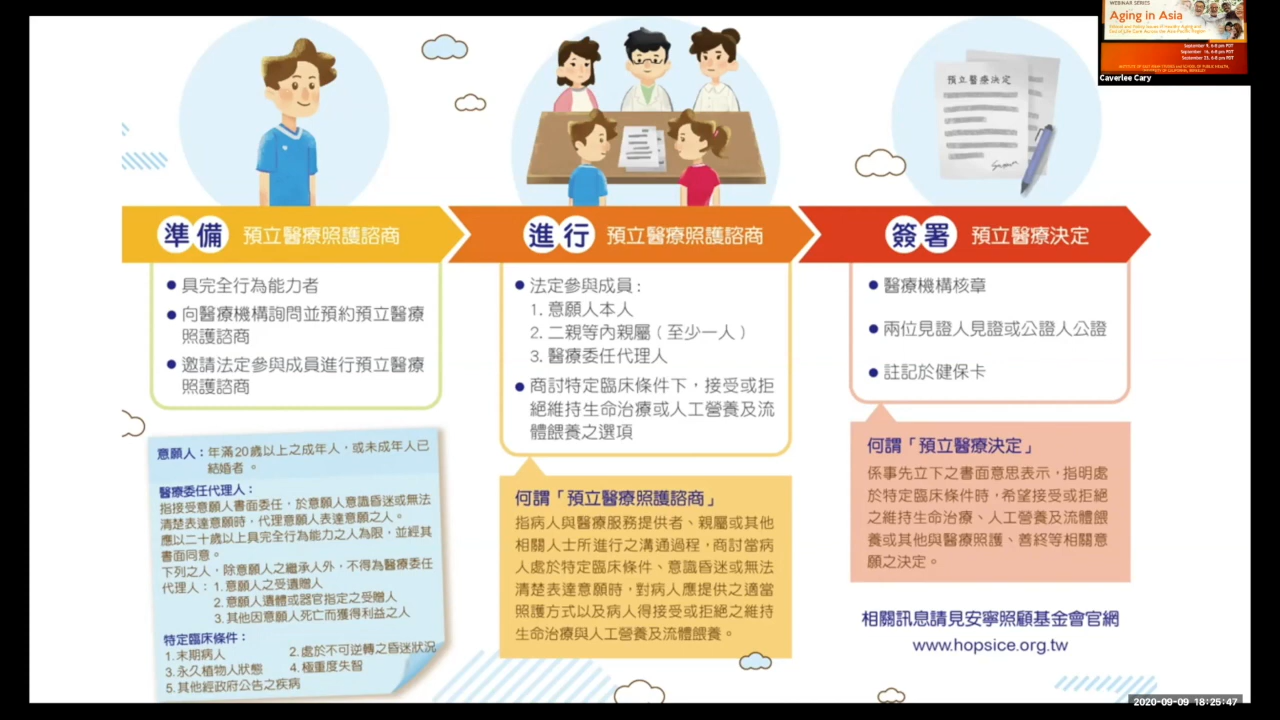 WEBINAR SERIES
Aging in Asia
September 9, 6-8 pm PDT
September 16, 6-8 pm PDT
September 23, 6-8 pm PDT
Caverlee Cary
預立醫療決定
準備 預立醫療照護諮商
具完全行為能力者
向醫療機構詢問並預約預立醫療
照護諮商
邀請法定參與成員進行預立醫療
照護諮商
意願人：年滿20歲以上之成年人，或未成年人已
結婚者。
醫療委任代理人：
指接受意願人書面委任，於意願人意識昏迷或無法
清楚表達意願時，代理意願人表達意願之人。
應以二十歲以上具完全行為能力之人為限，並經其
書面同意。
下列之人，除意願人之繼承人外，不得為醫療委任
代理人：1.意願人之受遺贈人
2.意願人遺體或器官指定之受贈人
3.其他因意願人死亡而獲得利益之人
特定臨床條件：
1.末期病人 2.處於不可逆轉之昏迷狀況
3.永久植物人狀態 4.極重度失智
5.其他經政府公告之疾病
進行 預立醫療照護諮商
法定參與成員：
1. 意願人本人
2. 二親等內親屬（至少一人）
3. 醫療委任代理人
商討特定臨床條件下，接受或拒
絕維持生命治療或人工營養及流
體餵養之選項
何謂「預立醫療照護諮商」
指病人與醫療服務提供者、親屬或其他
相關人士所進行之溝通過程，商討當病
人處於特定臨床條件、意識昏迷或無法
清楚表達意願時，對病人應提供之適當
照護方式以及病人得接受或拒絕之維持
生命治療與人工營養及流體餵養。
簽署 預立醫療決定
醫療機構核章
兩位見證人見證或公證人公證
註記於健保卡
何謂「預立醫療決定」
係事先立下之書面意思表示，指明處
於特定臨床條件時，希望接受或拒絕
之維持生命治療、人工營養及流體餵
養或其他與醫療照護、善終等相關意
願之決定。
相關訊息請見安寧照顧基金會官網
www.hopsice.org.tw
2020-09-09 18:25:47